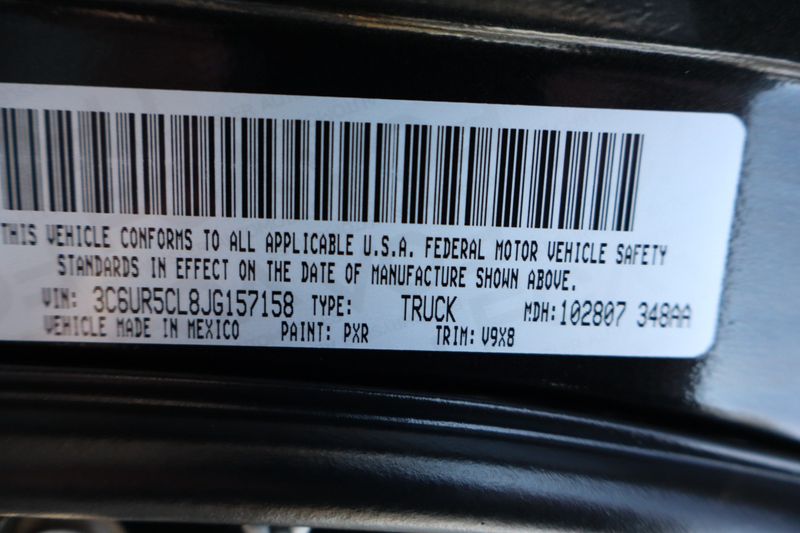 THIS VEHICLE CONFORMS TO ALL APPLICABLE U.S.A. FEDERAL MOTOR VEHICLE SAFETY
STANDARDS IN EFFECT ON THE DATE OF MANUFACTURE SHOWN ABOVE.
VIN: 3C6UR5CL8JG157158 TYPE: TRUCK MDH: 102807 348AA
VEHICLE MADE IN MEXICO PAINT: PXR TRIM: V9X8